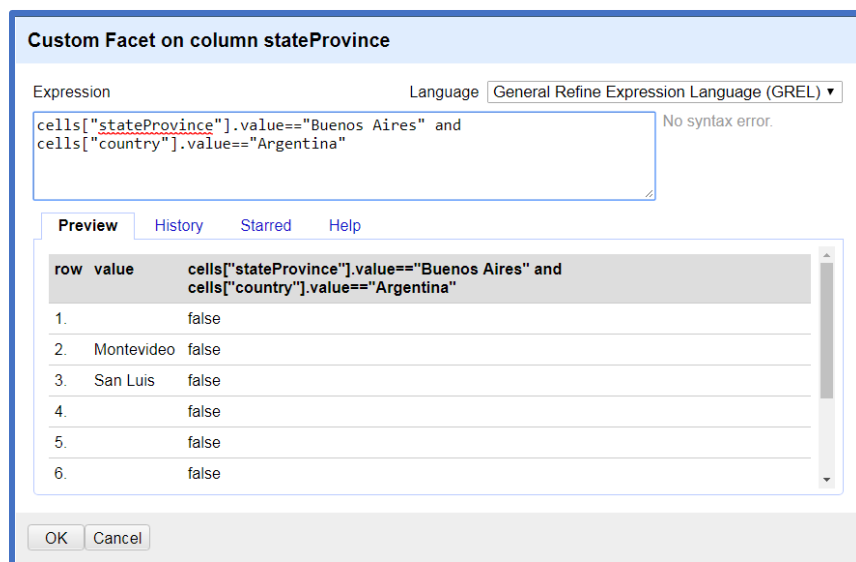 Custom Facet on column stateProvince
Expression
Language General Refine Expression Language (GREL) ▾
cells["stateProvince"].value=="Buenos Aires" and
cells["country"].value=="Argentina"
No syntax error.
Preview History Starred Help
row value cells["stateProvince"].value=="Buenos Aires" and
cells["country"].value=="Argentina"
1. false
2. Montevideo false
3. San Luis false
4. false
5. false
6. false
OK Cancel